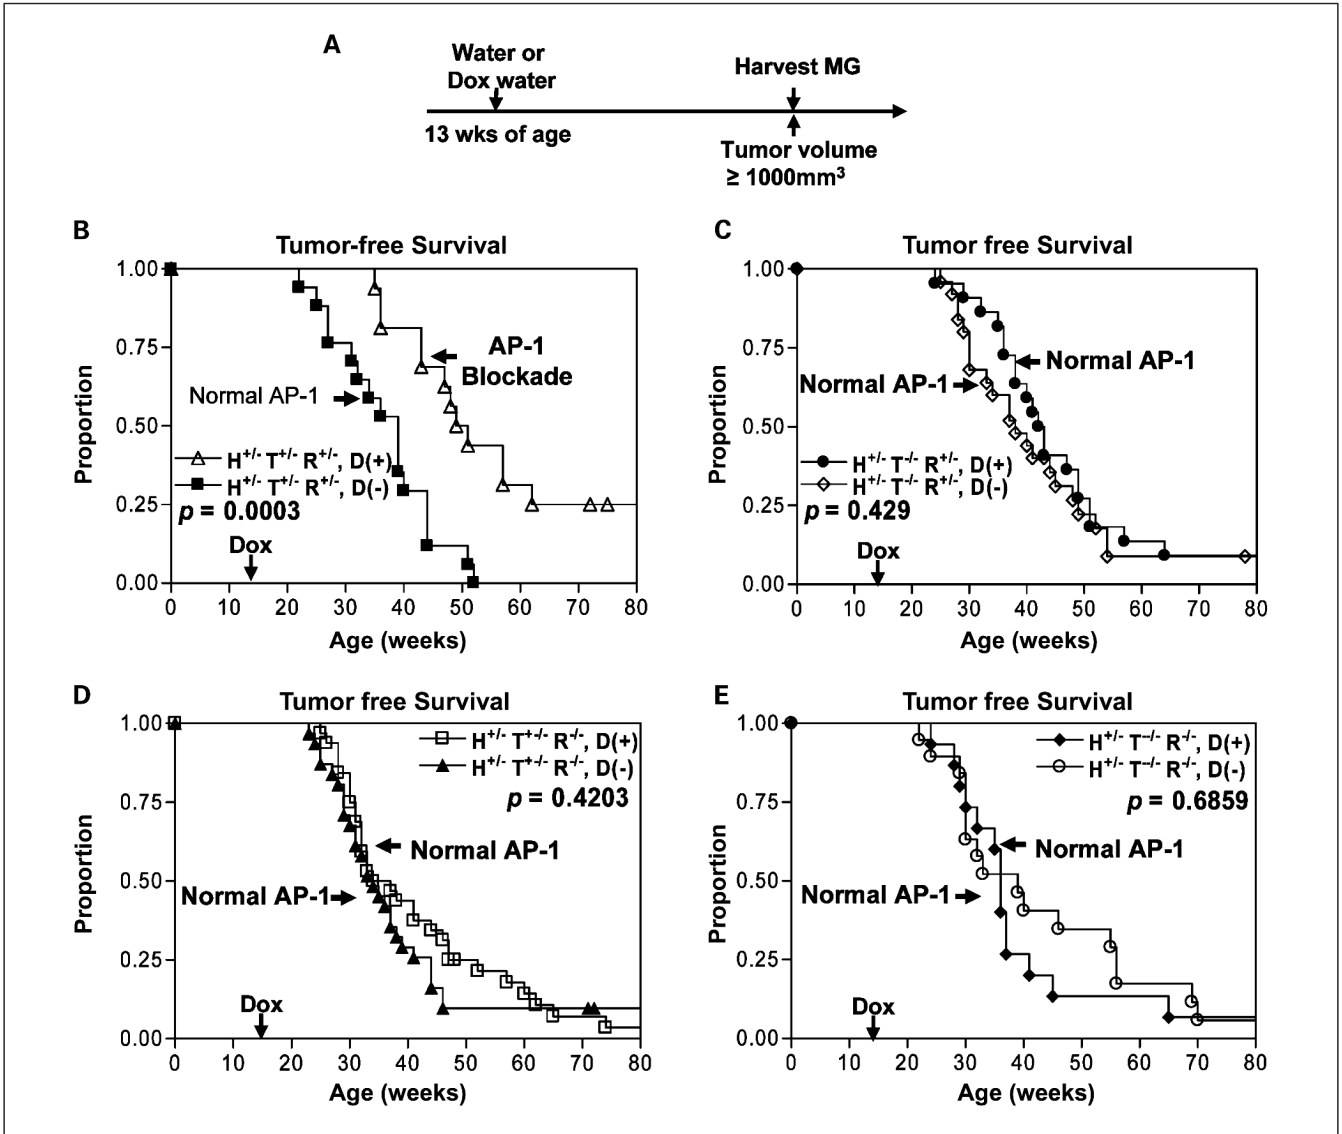 A
Water or
Dox water
Harvest MG
13 wks of age
Tumor volume
≥ 1000mm³
B
Tumor-free Survival
1.00
0.75
0.50
0.25
0.00
Proportion
AP-1
Blockade
Normal AP-1
H+/- T+/- R+/-, D(+)
H+/- T+/- R+/-, D(-)
p = 0.0003
Dox
0 10 20 30 40 50 60 70 80
Age (weeks)
C
Tumor free Survival
1.00
0.75
0.50
0.25
0.00
Proportion
Normal AP-1
Normal AP-1
H+/- T-/- R+/-, D(+)
H+/- T-/- R+/-, D(-)
p = 0.429
Dox
0 10 20 30 40 50 60 70 80
Age (weeks)
D
Tumor free Survival
1.00
0.75
0.50
0.25
0.00
Proportion
H+/- T+/- R-/-, D(+)
H+/- T+/- R-/-, D(-)
p = 0.4203
Normal AP-1
Normal AP-1
Dox
0 10 20 30 40 50 60 70 80
Age (weeks)
E
Tumor free Survival
1.00
0.75
0.50
0.25
0.00
Proportion
H+/- T-/- R-/-, D(+)
H+/- T-/- R-/-, D(-)
p = 0.6859
Normal AP-1
Normal AP-1
Dox
0 10 20 30 40 50 60 70 80
Age (weeks)